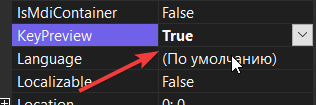 IsMdiContainer False
KeyPreview True
Language (По умолчанию)
Localizable False
Location 0; 0